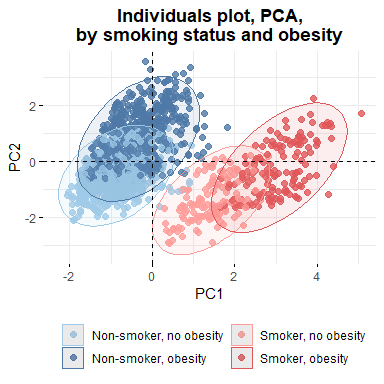 Individuals plot, PCA,
by smoking status and obesity
PC2
2
0
-2
-2
0
2
4
PC1
Non-smoker, no obesity
Smoker, no obesity
Non-smoker, obesity
Smoker, obesity